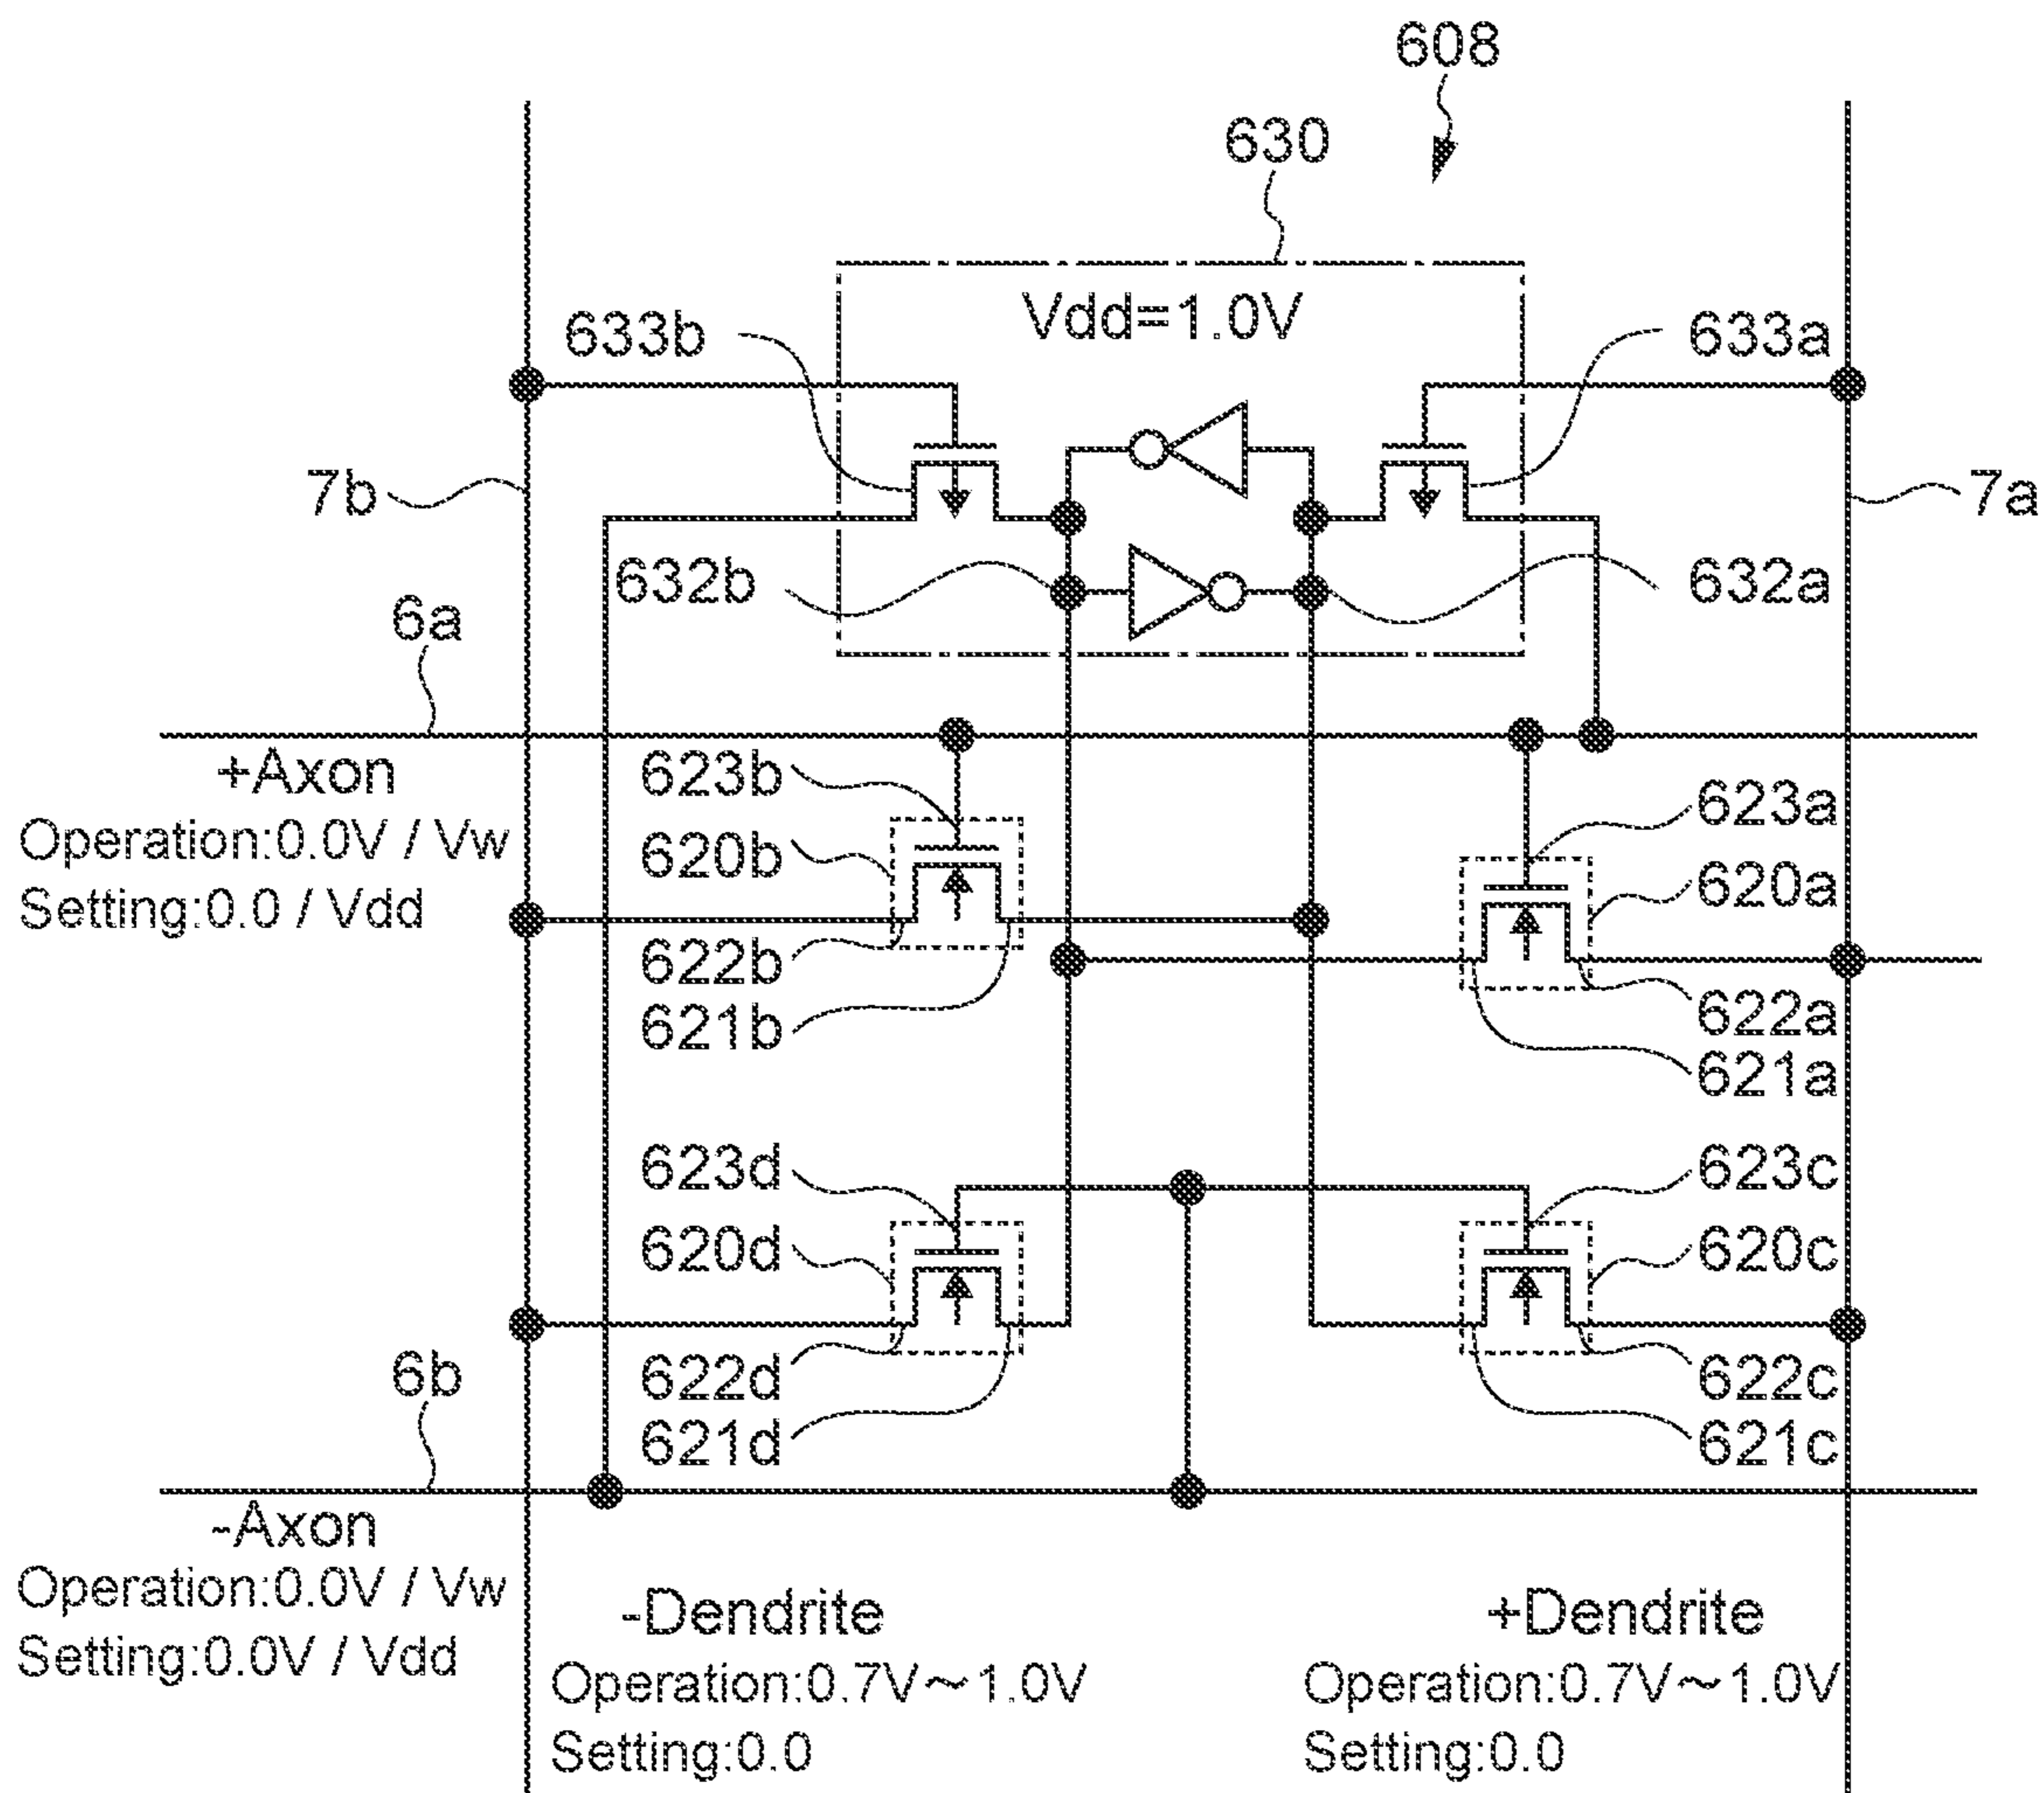 608
630
Vdd=1.0V
633b
633a
7b
7a
632b
632a
6a
+Axon
Operation:0.0V / Vw
Setting:0.0 / Vdd
623b
623a
620b
620a
622b
622a
621b
621a
623d
623c
620d
620c
6b
622d
622c
621d
621c
-Axon
Operation:0.0V / Vw
Setting:0.0V / Vdd
-Dendrite
Operation:0.7V~1.0V
Setting:0.0
+Dendrite
Operation:0.7V~1.0V
Setting:0.0